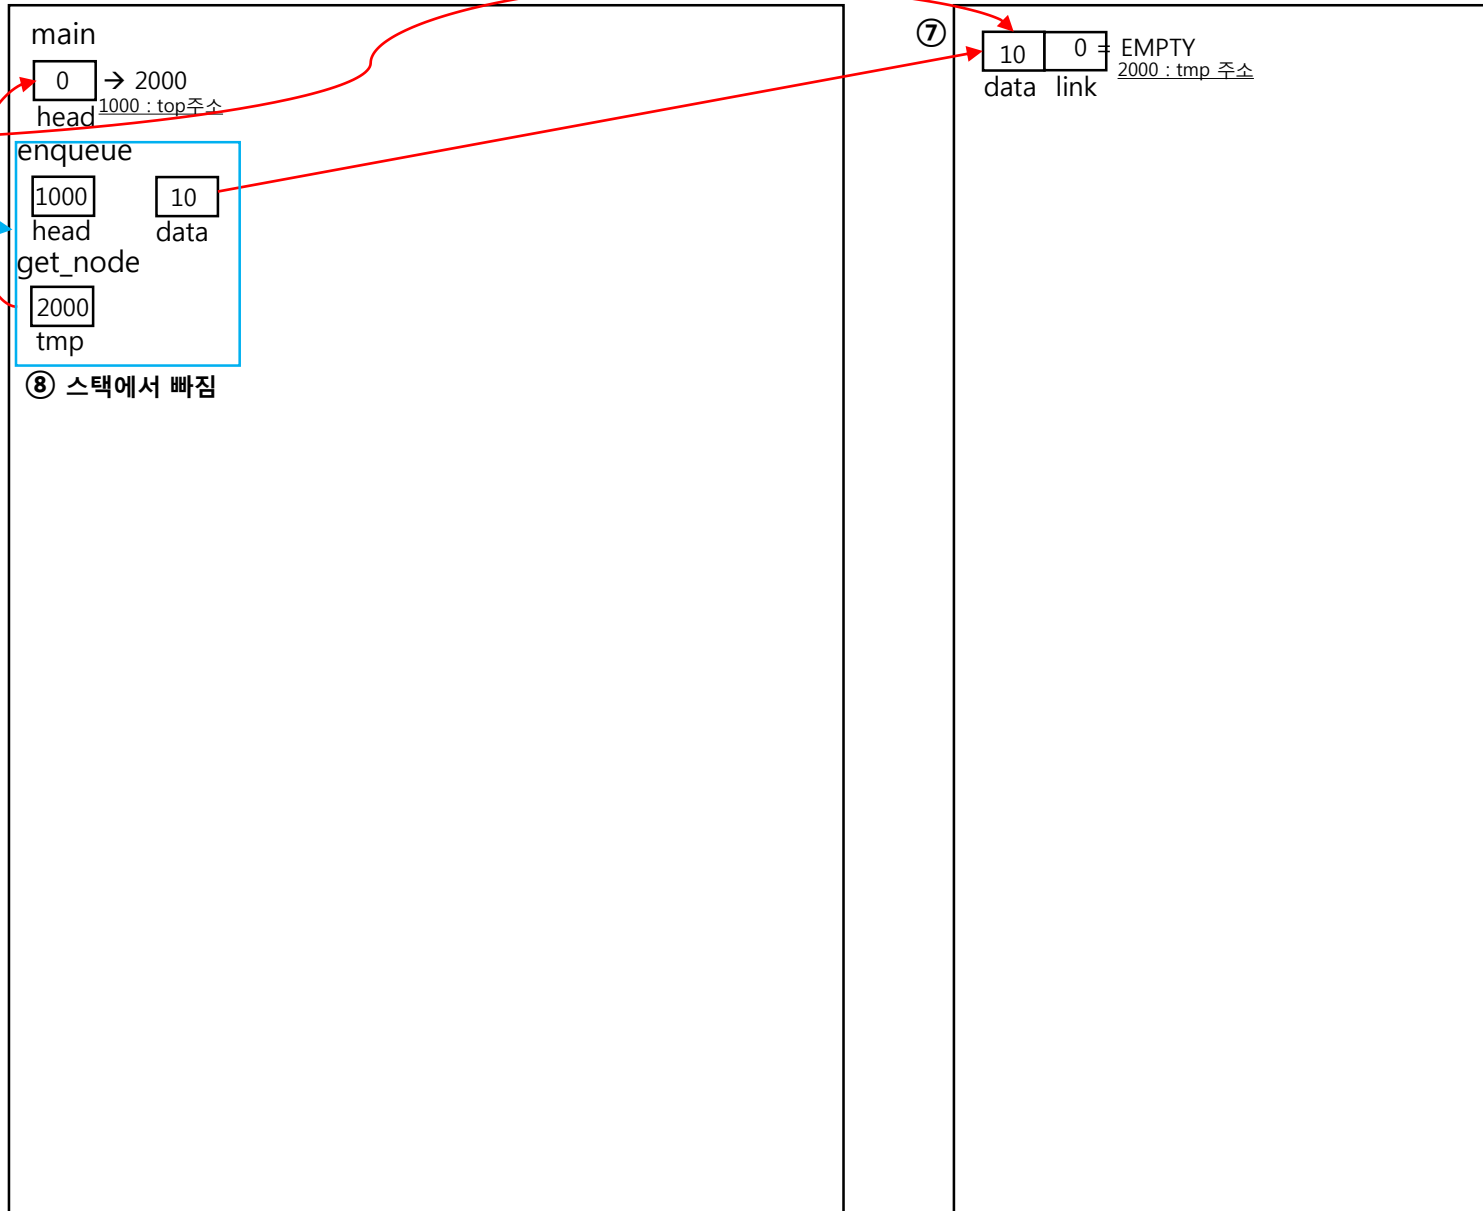 main
0 → 2000
1000 : top주소
head
enqueue
1000 10
head data
get_node
2000
tmp
⑧ 스택에서 빠짐
⑦
10 0 = EMPTY
2000 : tmp 주소
data link